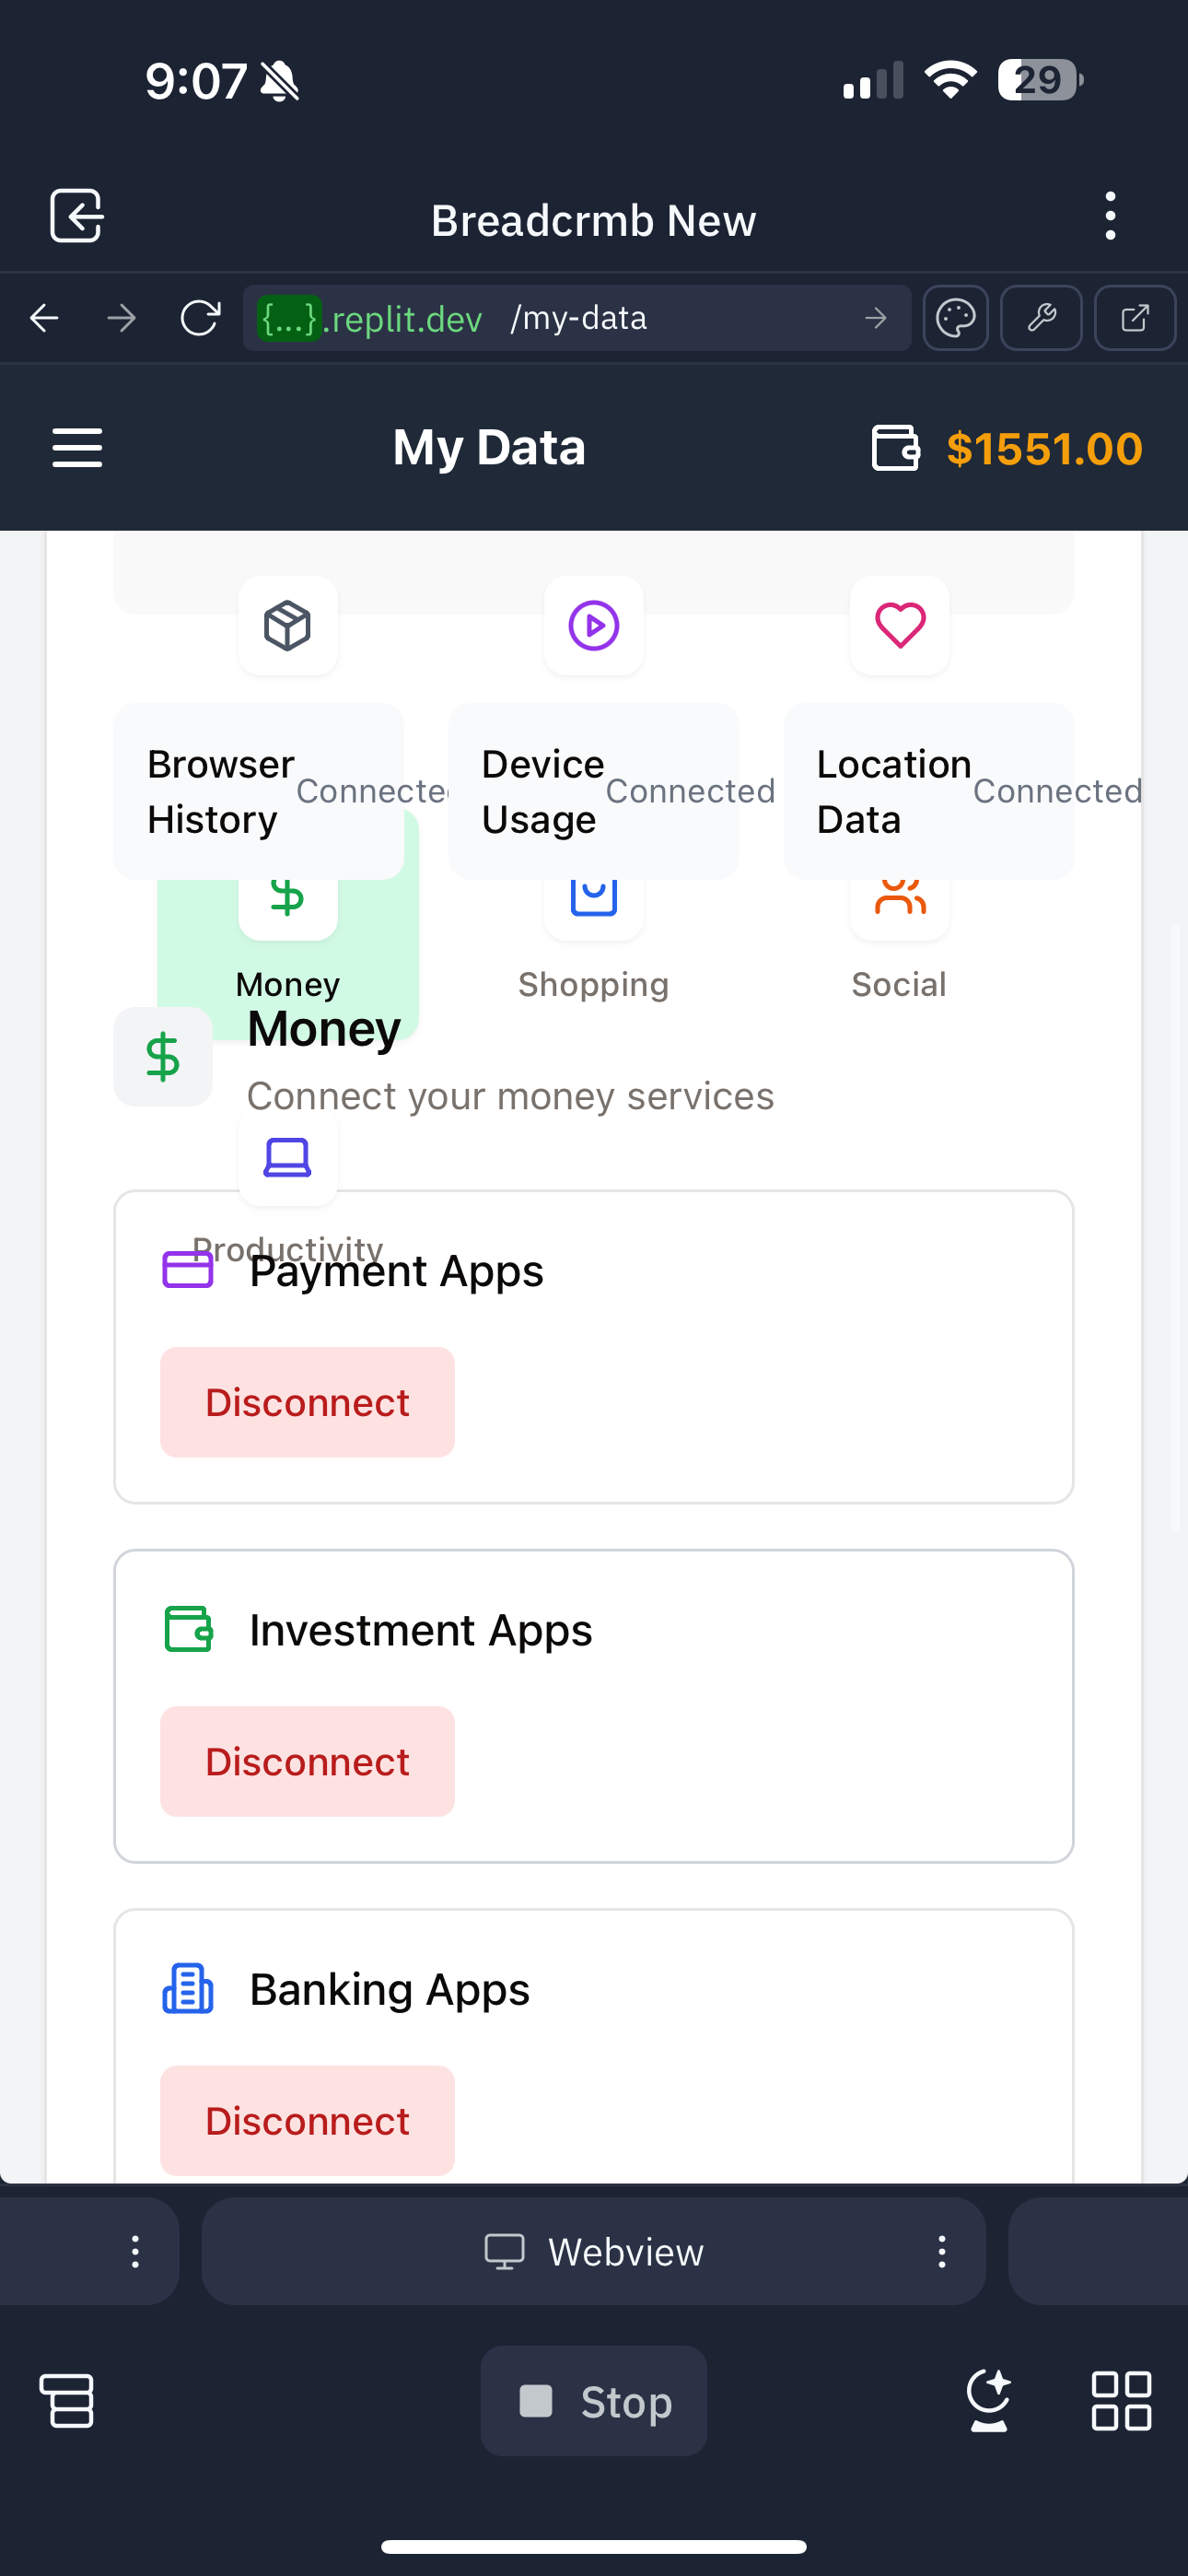 9:07
29
Breadcrmb New
{...}.replit.dev /my-data
My Data
$1551.00
Browser
History
Connected
Device
Usage
Connected
Location
Data
Connected
Money
Shopping
Social
Money
Connect your money services
Productivity
Payment Apps
Disconnect
Investment Apps
Disconnect
Banking Apps
Disconnect
Webview
Stop